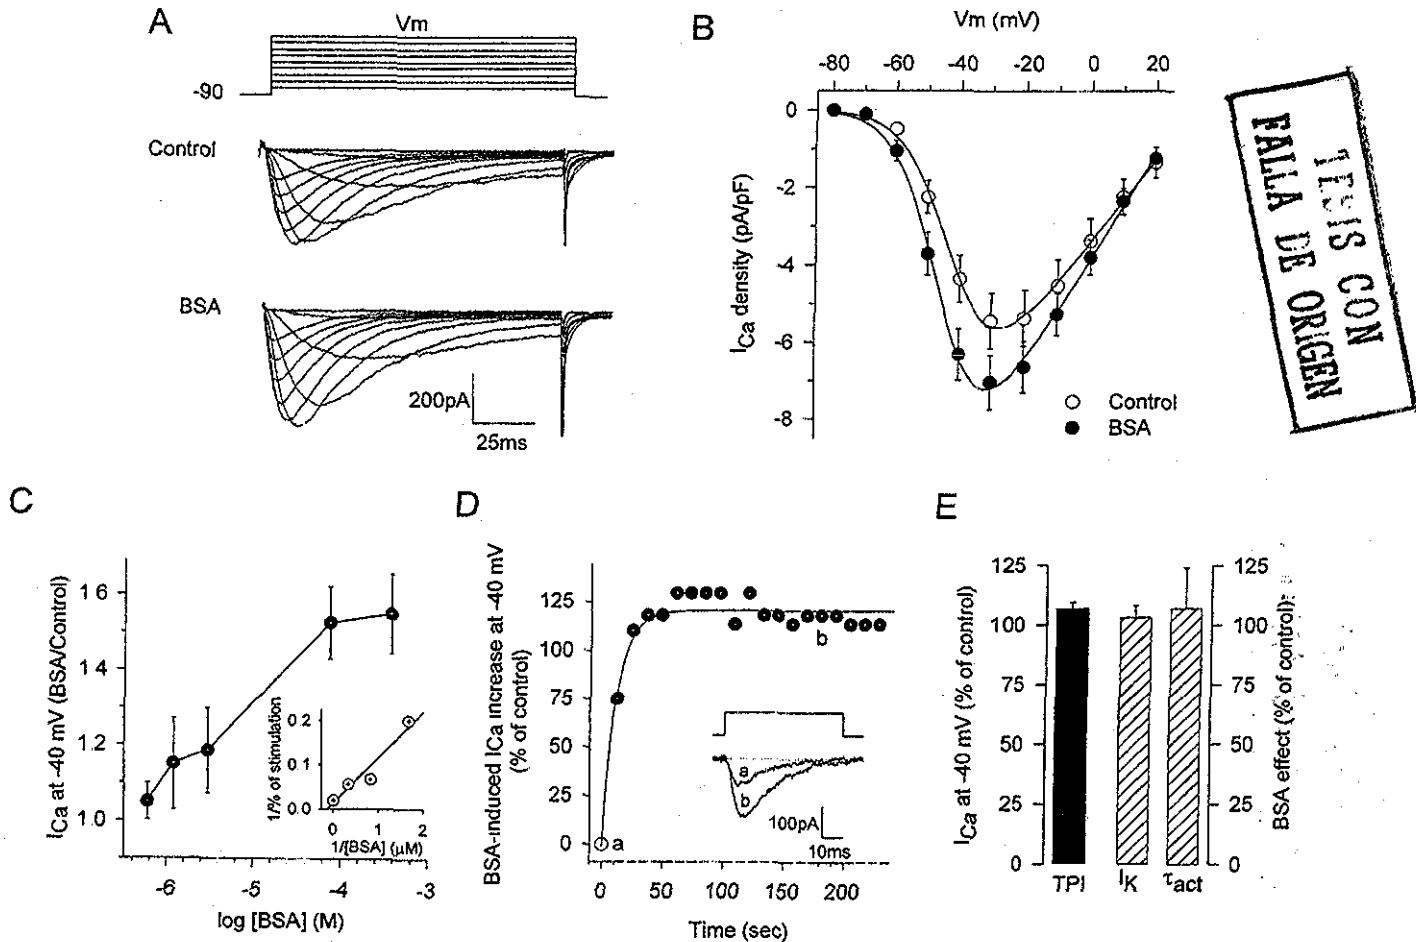 A
Vm
-90
Control
BSA
200pA
25ms
B
Vm (mV)
-80 -60 -40 -20 0 20
0
-2
-4
-6
-8
ICa density (pA/pF)
Control
BSA
TESIS CON
FALLA DE ORIGEN
C
ICa at -40 mV (BSA/Control)
1 6
1 4
1 2
1.0
-6 -5 -4 -3
log [BSA] (M)
1/% of stimulation
0.2
0.1
0.0
0 1 2
1/[BSA] (µM)
D
BSA-induced ICa increase at -40 mV
(% of control)
125
100
75
50
25
0
a
b
a
b
100pA
10ms
0 50 100 150 200
Time (sec)
E
ICa at -40 mV (% of control)
125
100
75
50
25
0
TPI IK τact
125
100
75
50
25
0
BSA effect (% of control)